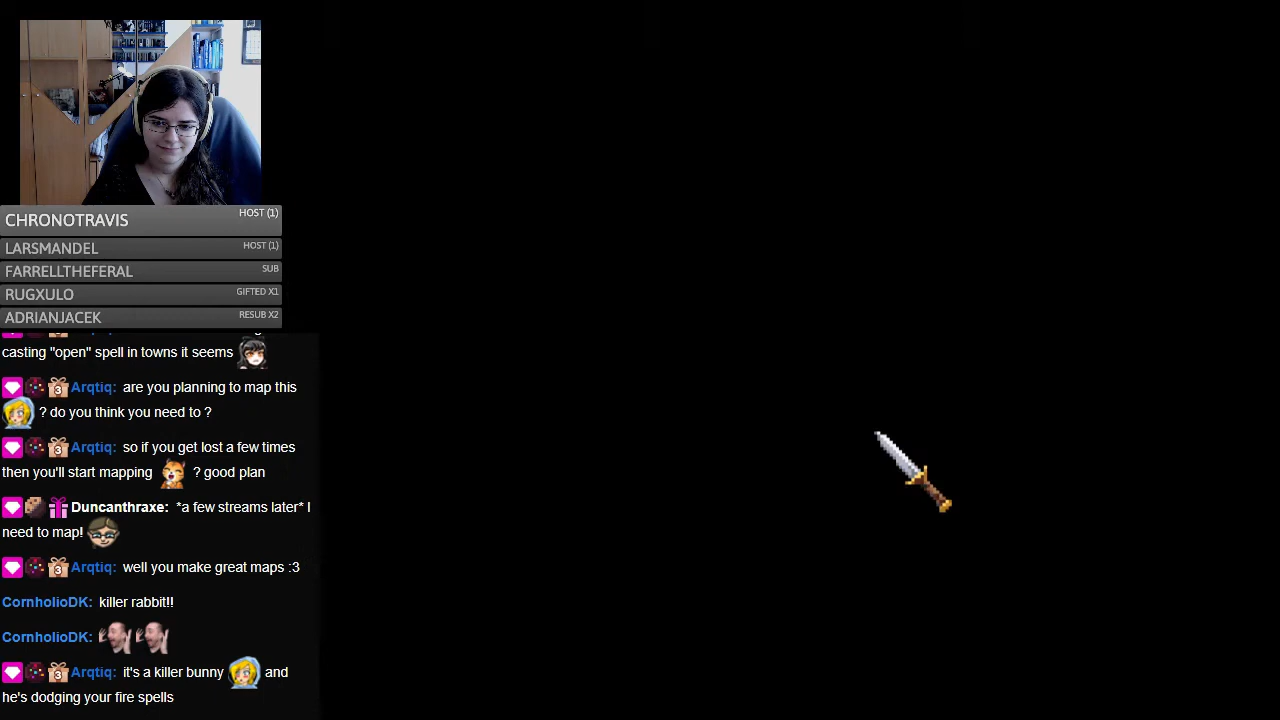 CHRONOTRAVIS HOST (1)
LARSMANDEL HOST (1)
FARRELLTHEFERAL SUB
RUGXULO GIFTED X1
ADRIANJACEK RESUB X2
casting "open" spell in towns it seems
3 Arqtiq: are you planning to map this
? do you think you need to ?
3 Arqtiq: so if you get lost a few times
then you'll start mapping ? good plan
Duncanthraxe: *a few streams later* I
need to map!
3 Arqtiq: well you make great maps :3
CornholioDK: killer rabbit!!
CornholioDK:
3 Arqtiq: it's a killer bunny and
he's dodging your fire spells